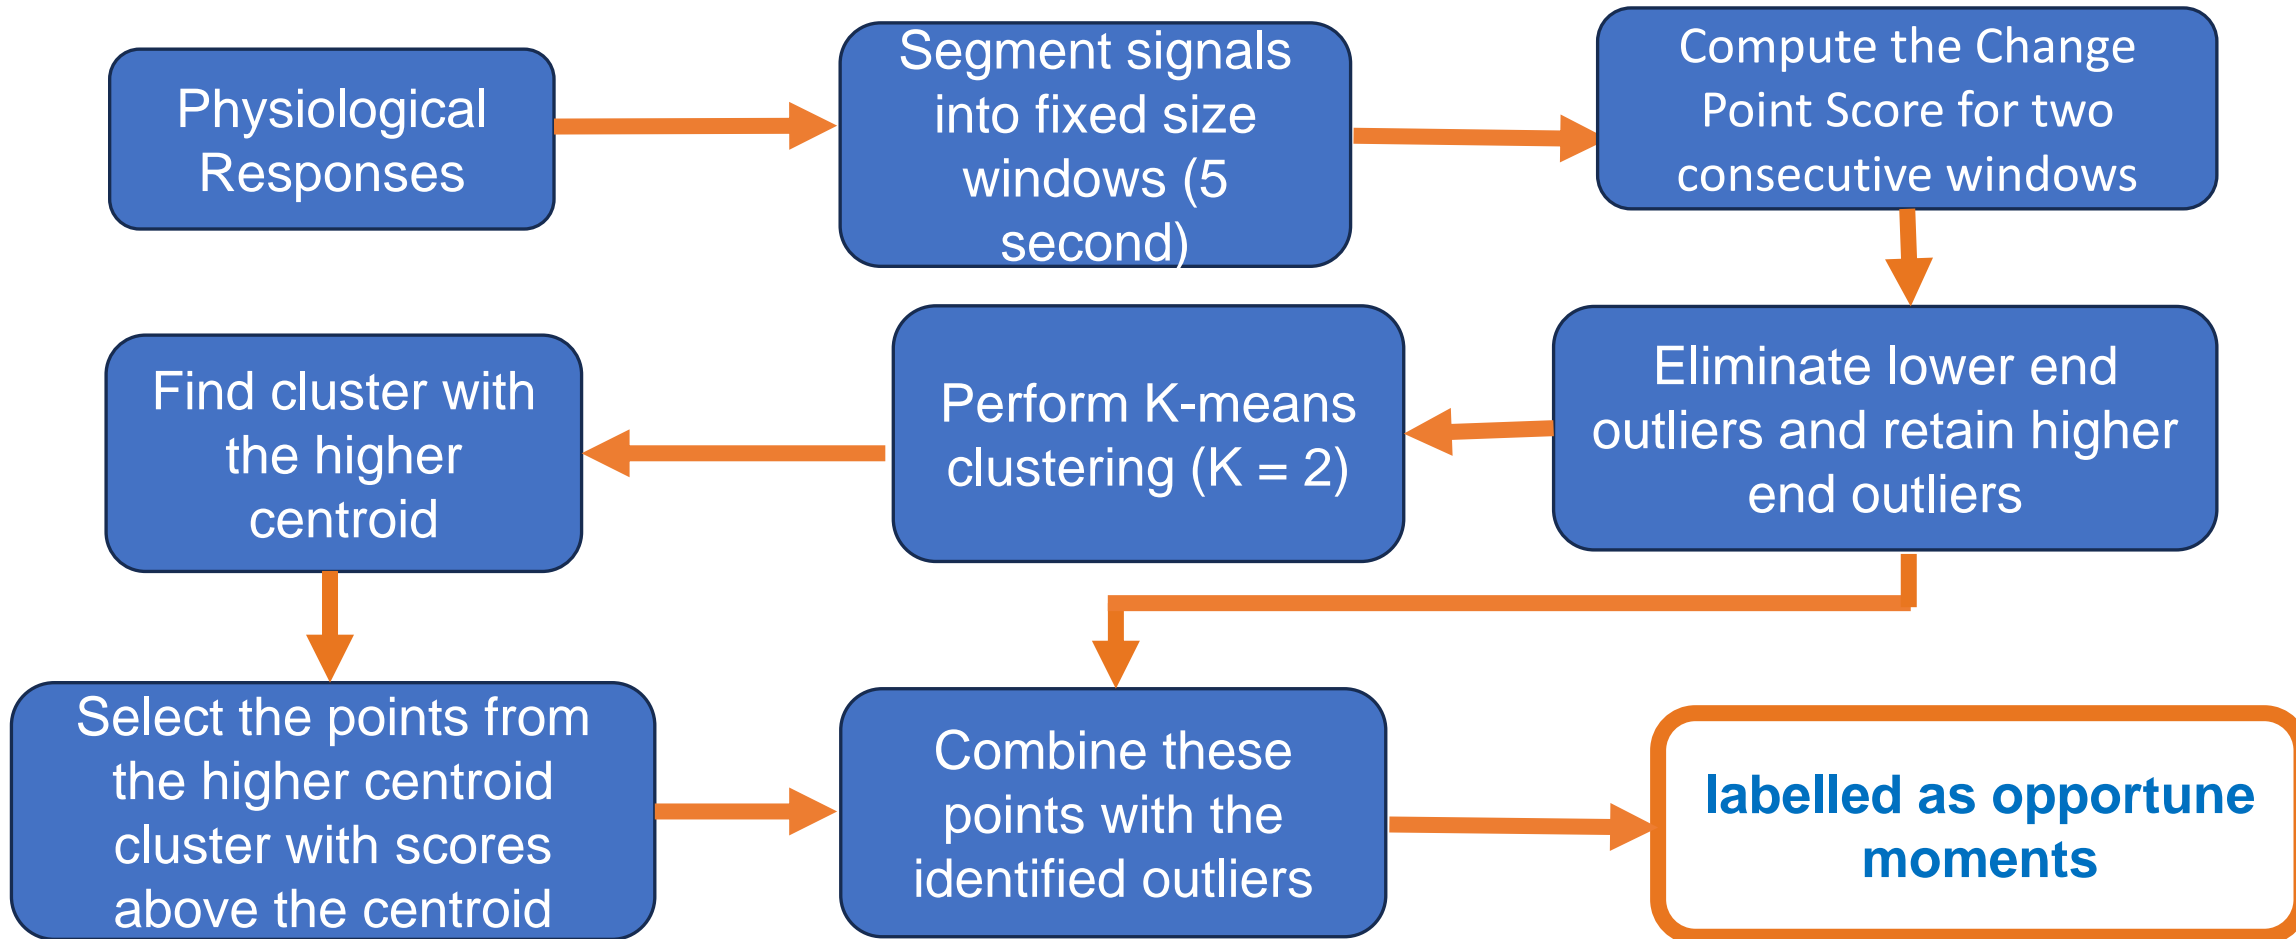 Physiological
Responses
Segment signals
into fixed size
windows (5
second)
Compute the Change
Point Score for two
consecutive windows
Eliminate lower end
outliers and retain higher
end outliers
Perform K-means
clustering (K = 2)
Find cluster with
the higher
centroid
Select the points from
the higher centroid
cluster with scores
above the centroid
Combine these
points with the
identified outliers
labelled as opportune
moments